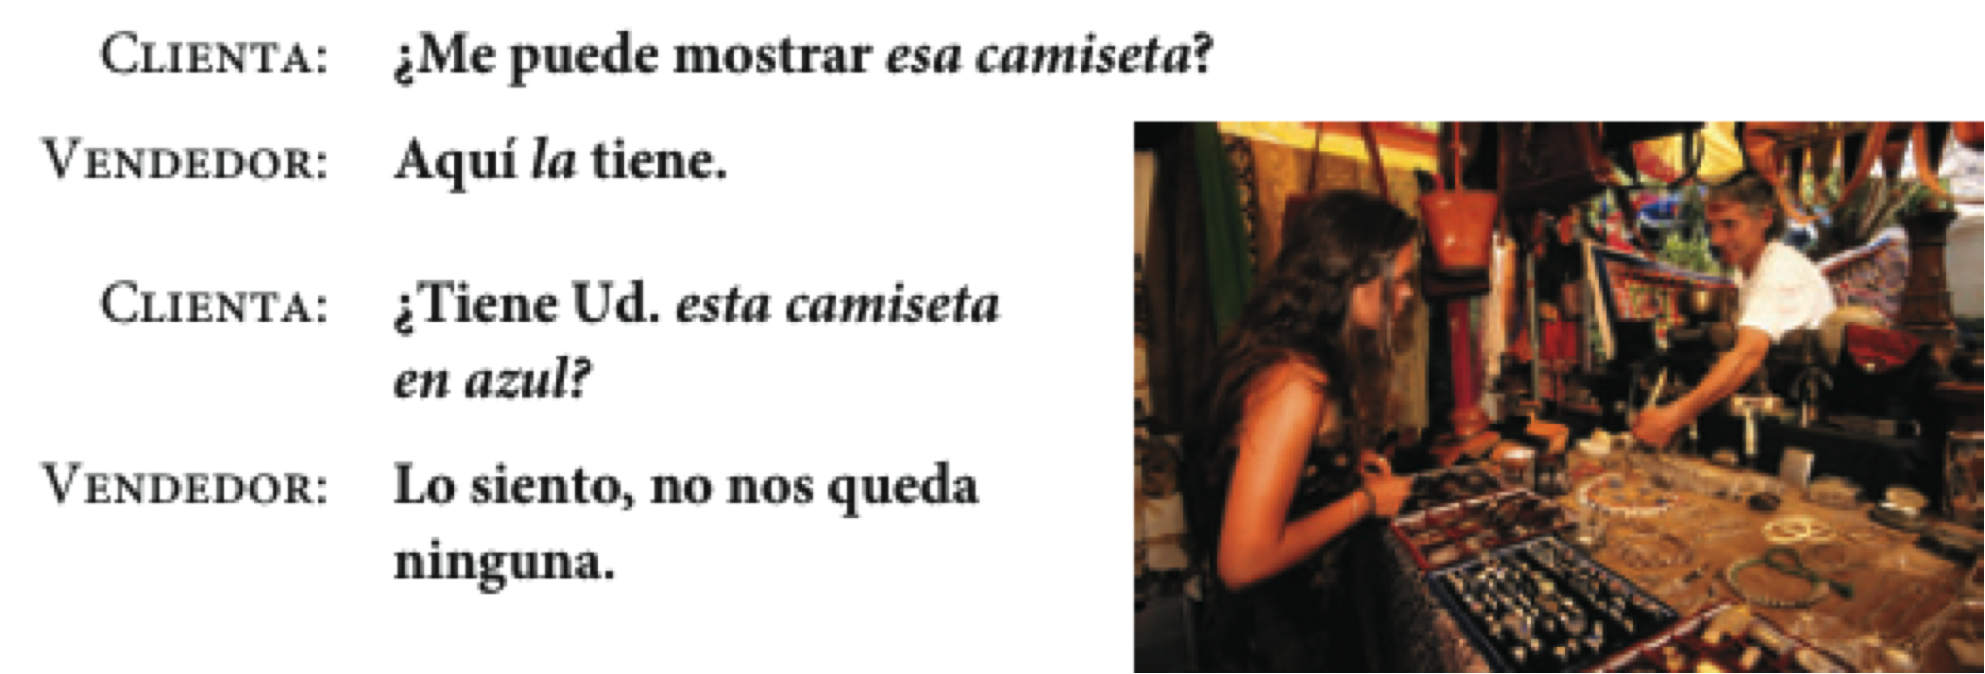 CLIENTA: ¿Me puede mostrar esa camiseta?
VENDEDOR: Aquí la tiene.
CLIENTA: ¿Tiene Ud. esta camiseta
en azul?
VENDEDOR: Lo siento, no nos queda
ninguna.